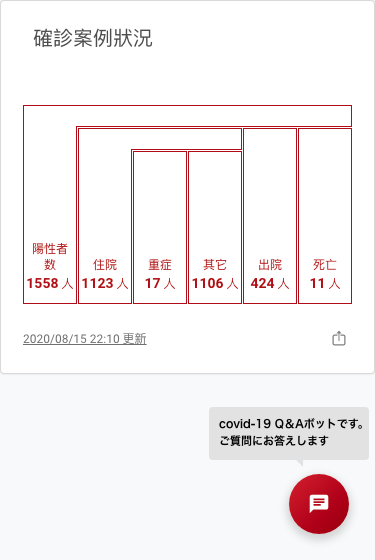 確診案例狀況
陽性者
数
1558 人
住院
1123 人
重症
17 人
其它
1106 人
出院
424 人
死亡
11 人
2020/08/15 22:10 更新
covid-19 Q＆Aボットです。
ご質問にお答えします